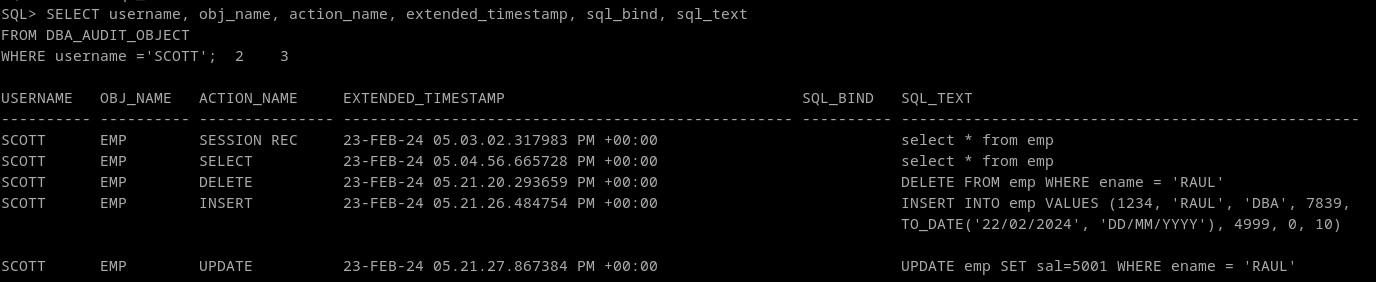 SQL> SELECT username, obj_name, action_name, extended_timestamp, sql_bind, sql_text
FROM DBA_AUDIT_OBJECT
WHERE username ='SCOTT';  2    3
USERNAME   OBJ_NAME   ACTION_NAME     EXTENDED_TIMESTAMP                                 SQL_BIND   SQL_TEXT
---------- ---------- --------------- -------------------------------------------------- ---------- ---------------------------------------------------
SCOTT      EMP        SESSION REC     23-FEB-24 05.03.02.317983 PM +00:00                           select * from emp
SCOTT      EMP        SELECT          23-FEB-24 05.04.56.665728 PM +00:00                           select * from emp
SCOTT      EMP        DELETE          23-FEB-24 05.21.20.293659 PM +00:00                           DELETE FROM emp WHERE ename = 'RAUL'
SCOTT      EMP        INSERT          23-FEB-24 05.21.26.484754 PM +00:00                           INSERT INTO emp VALUES (1234, 'RAUL', 'DBA', 7839,
                                                                                                    TO_DATE('22/02/2024', 'DD/MM/YYYY'), 4999, 0, 10)
SCOTT      EMP        UPDATE          23-FEB-24 05.21.27.867384 PM +00:00                           UPDATE emp SET sal=5001 WHERE ename = 'RAUL'